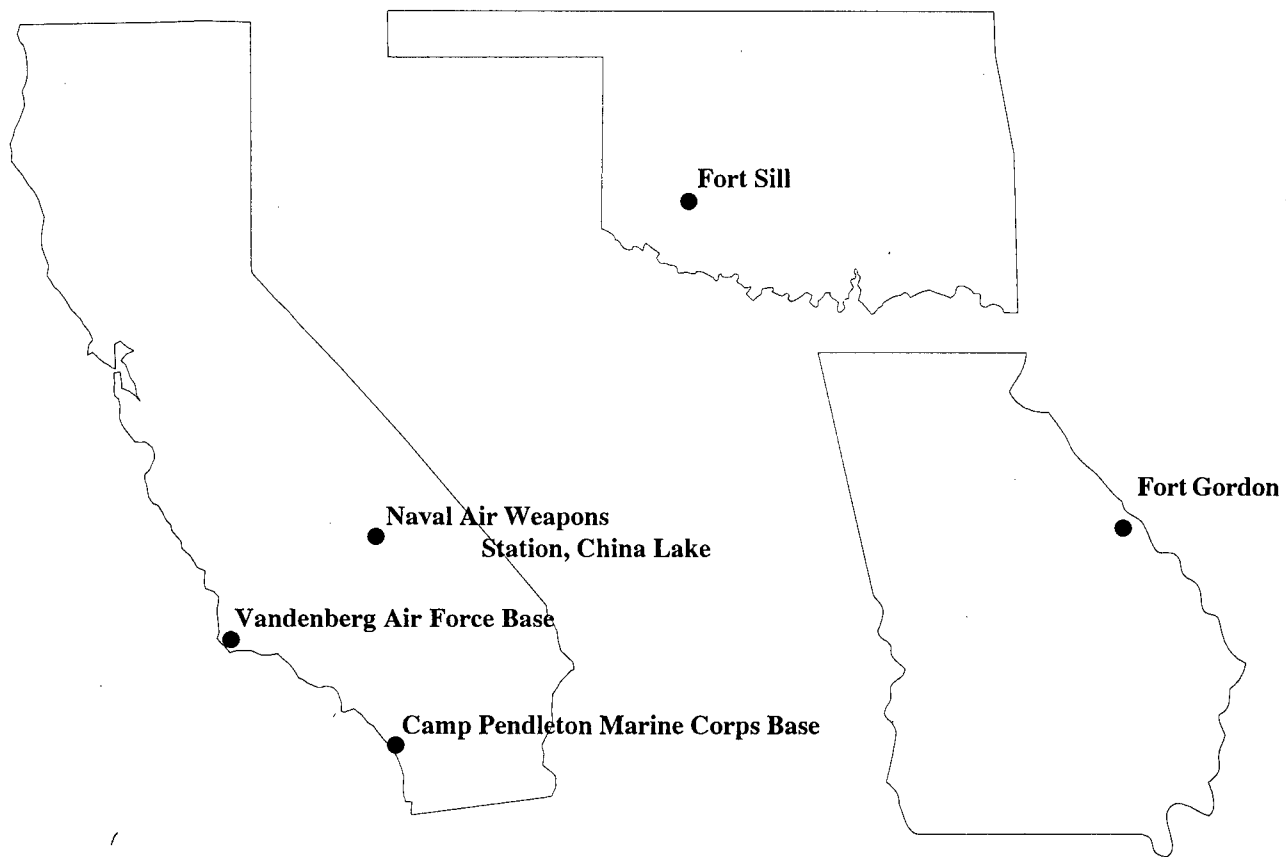 Fort Sill
Fort Gordon
Naval Air Weapons
Station, China Lake
Vandenberg Air Force Base
Camp Pendleton Marine Corps Base